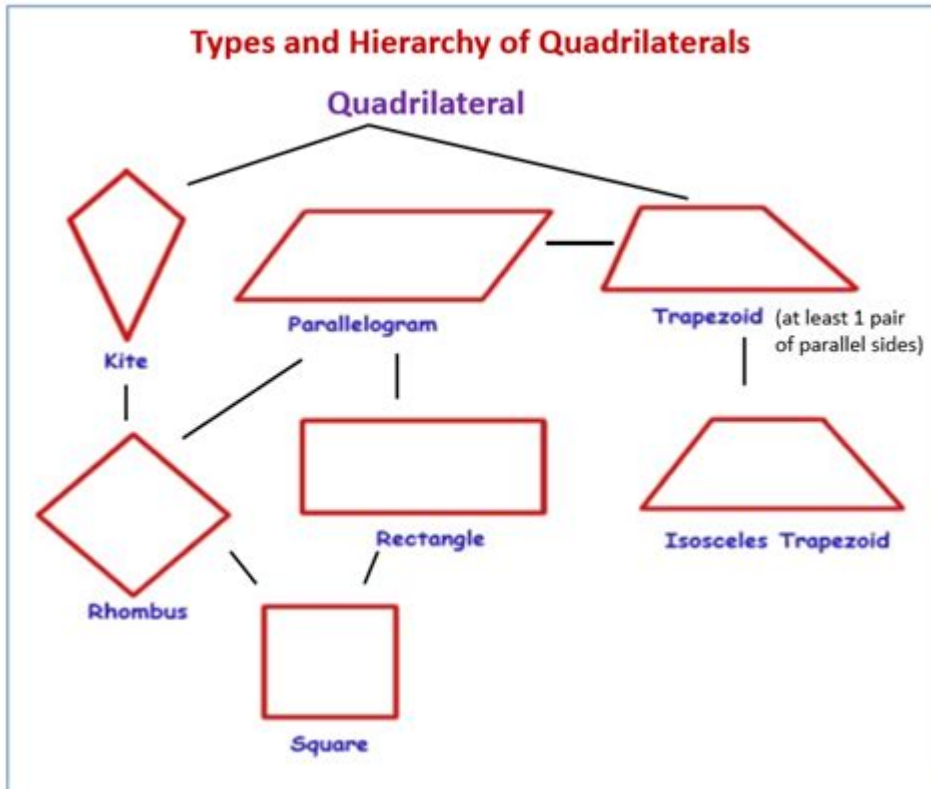 Types and Hierarchy of Quadrilaterals
Quadrilateral
Kite
Parallelogram
Trapezoid (at least 1 pair
of parallel sides)
Rhombus
Rectangle
Isosceles Trapezoid
Square